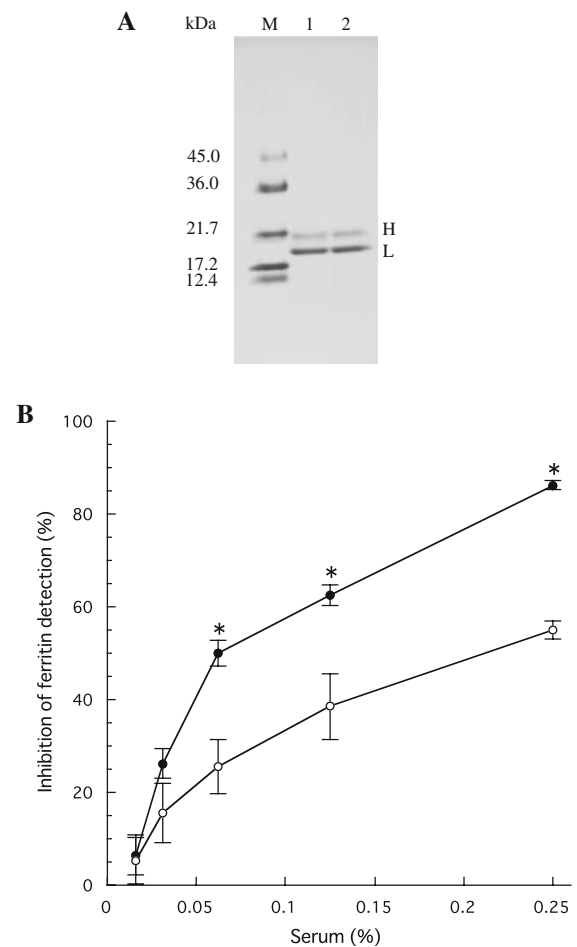 A kDa M 1 2
45.0
36.0
21.7 H
L
17.2
12.4
B
100
80
60
40
20
0
Inhibition of ferritin detection (%)
* * *
0 0.05 0.1 0.15 0.2 0.25
Serum (%)